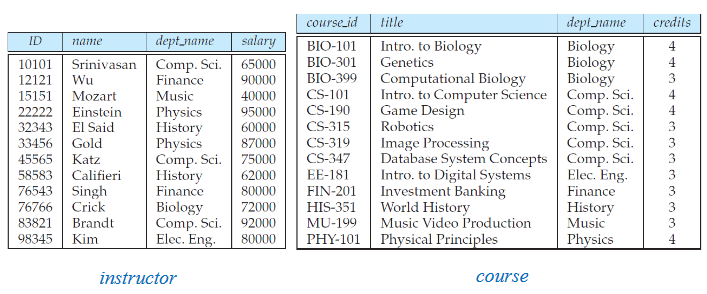 ID name dept_name salary
10101 Srinivasan Comp. Sci. 65000
12121 Wu Finance 90000
15151 Mozart Music 40000
22222 Einstein Physics 95000
32343 El Said History 60000
33456 Gold Physics 87000
45565 Katz Comp. Sci. 75000
58583 Califieri History 62000
76543 Singh Finance 80000
76766 Crick Biology 72000
83821 Brandt Comp. Sci. 92000
98345 Kim Elec. Eng. 80000
instructor
course_id title dept_name credits
BIO-101 Intro. to Biology Biology 4
BIO-301 Genetics Biology 4
BIO-399 Computational Biology Biology 3
CS-101 Intro. to Computer Science Comp. Sci. 4
CS-190 Game Design Comp. Sci. 4
CS-315 Robotics Comp. Sci. 3
CS-319 Image Processing Comp. Sci. 3
CS-347 Database System Concepts Comp. Sci. 3
EE-181 Intro. to Digital Systems Elec. Eng. 3
FIN-201 Investment Banking Finance 3
HIS-351 World History History 3
MU-199 Music Video Production Music 3
PHY-101 Physical Principles Physics 4
course